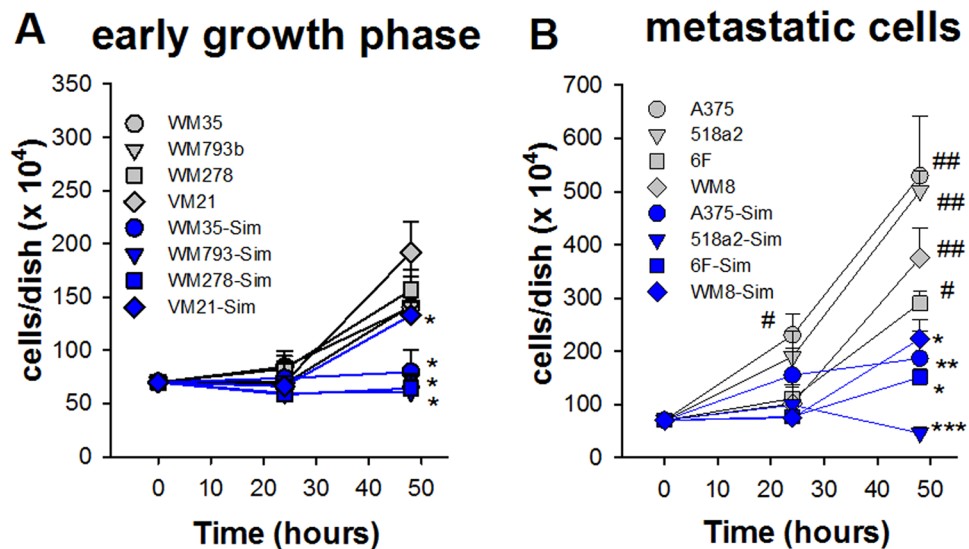 A early growth phase
350
300
250
200
150
100
50
0
cells/dish (x 10⁴)
WM35
WM793b
WM278
VM21
WM35-Sim
WM793-Sim
WM278-Sim
VM21-Sim
*
*
*
*
0 10 20 30 40 50
Time (hours)
B metastatic cells
700
600
500
400
300
200
100
0
cells/dish (x 10⁴)
A375
518a2
6F
WM8
A375-Sim
518a2-Sim
6F-Sim
WM8-Sim
#
##
##
##
#
*
**
*
***
0 10 20 30 40 50
Time (hours)